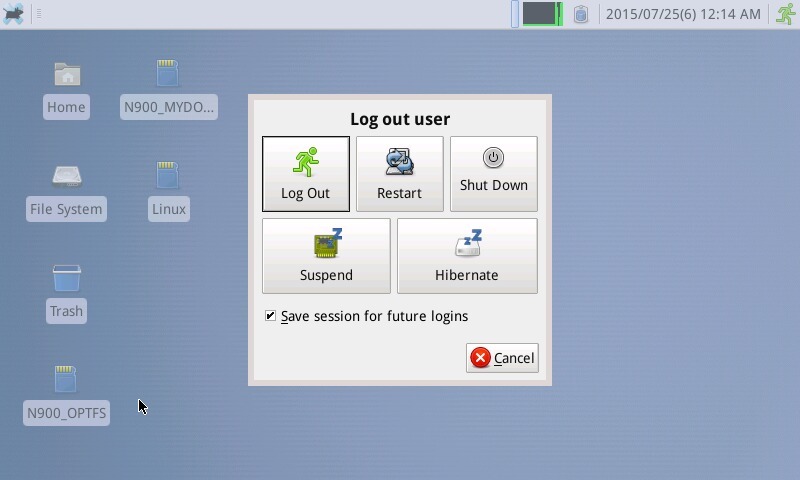 2015/07/25(6) 12:14 AM
Home
N900_MYDO...
File System
Linux
Trash
N900_OPTFS
Log out user
Log Out
Restart
Shut Down
Suspend
Hibernate
Save session for future logins
Cancel